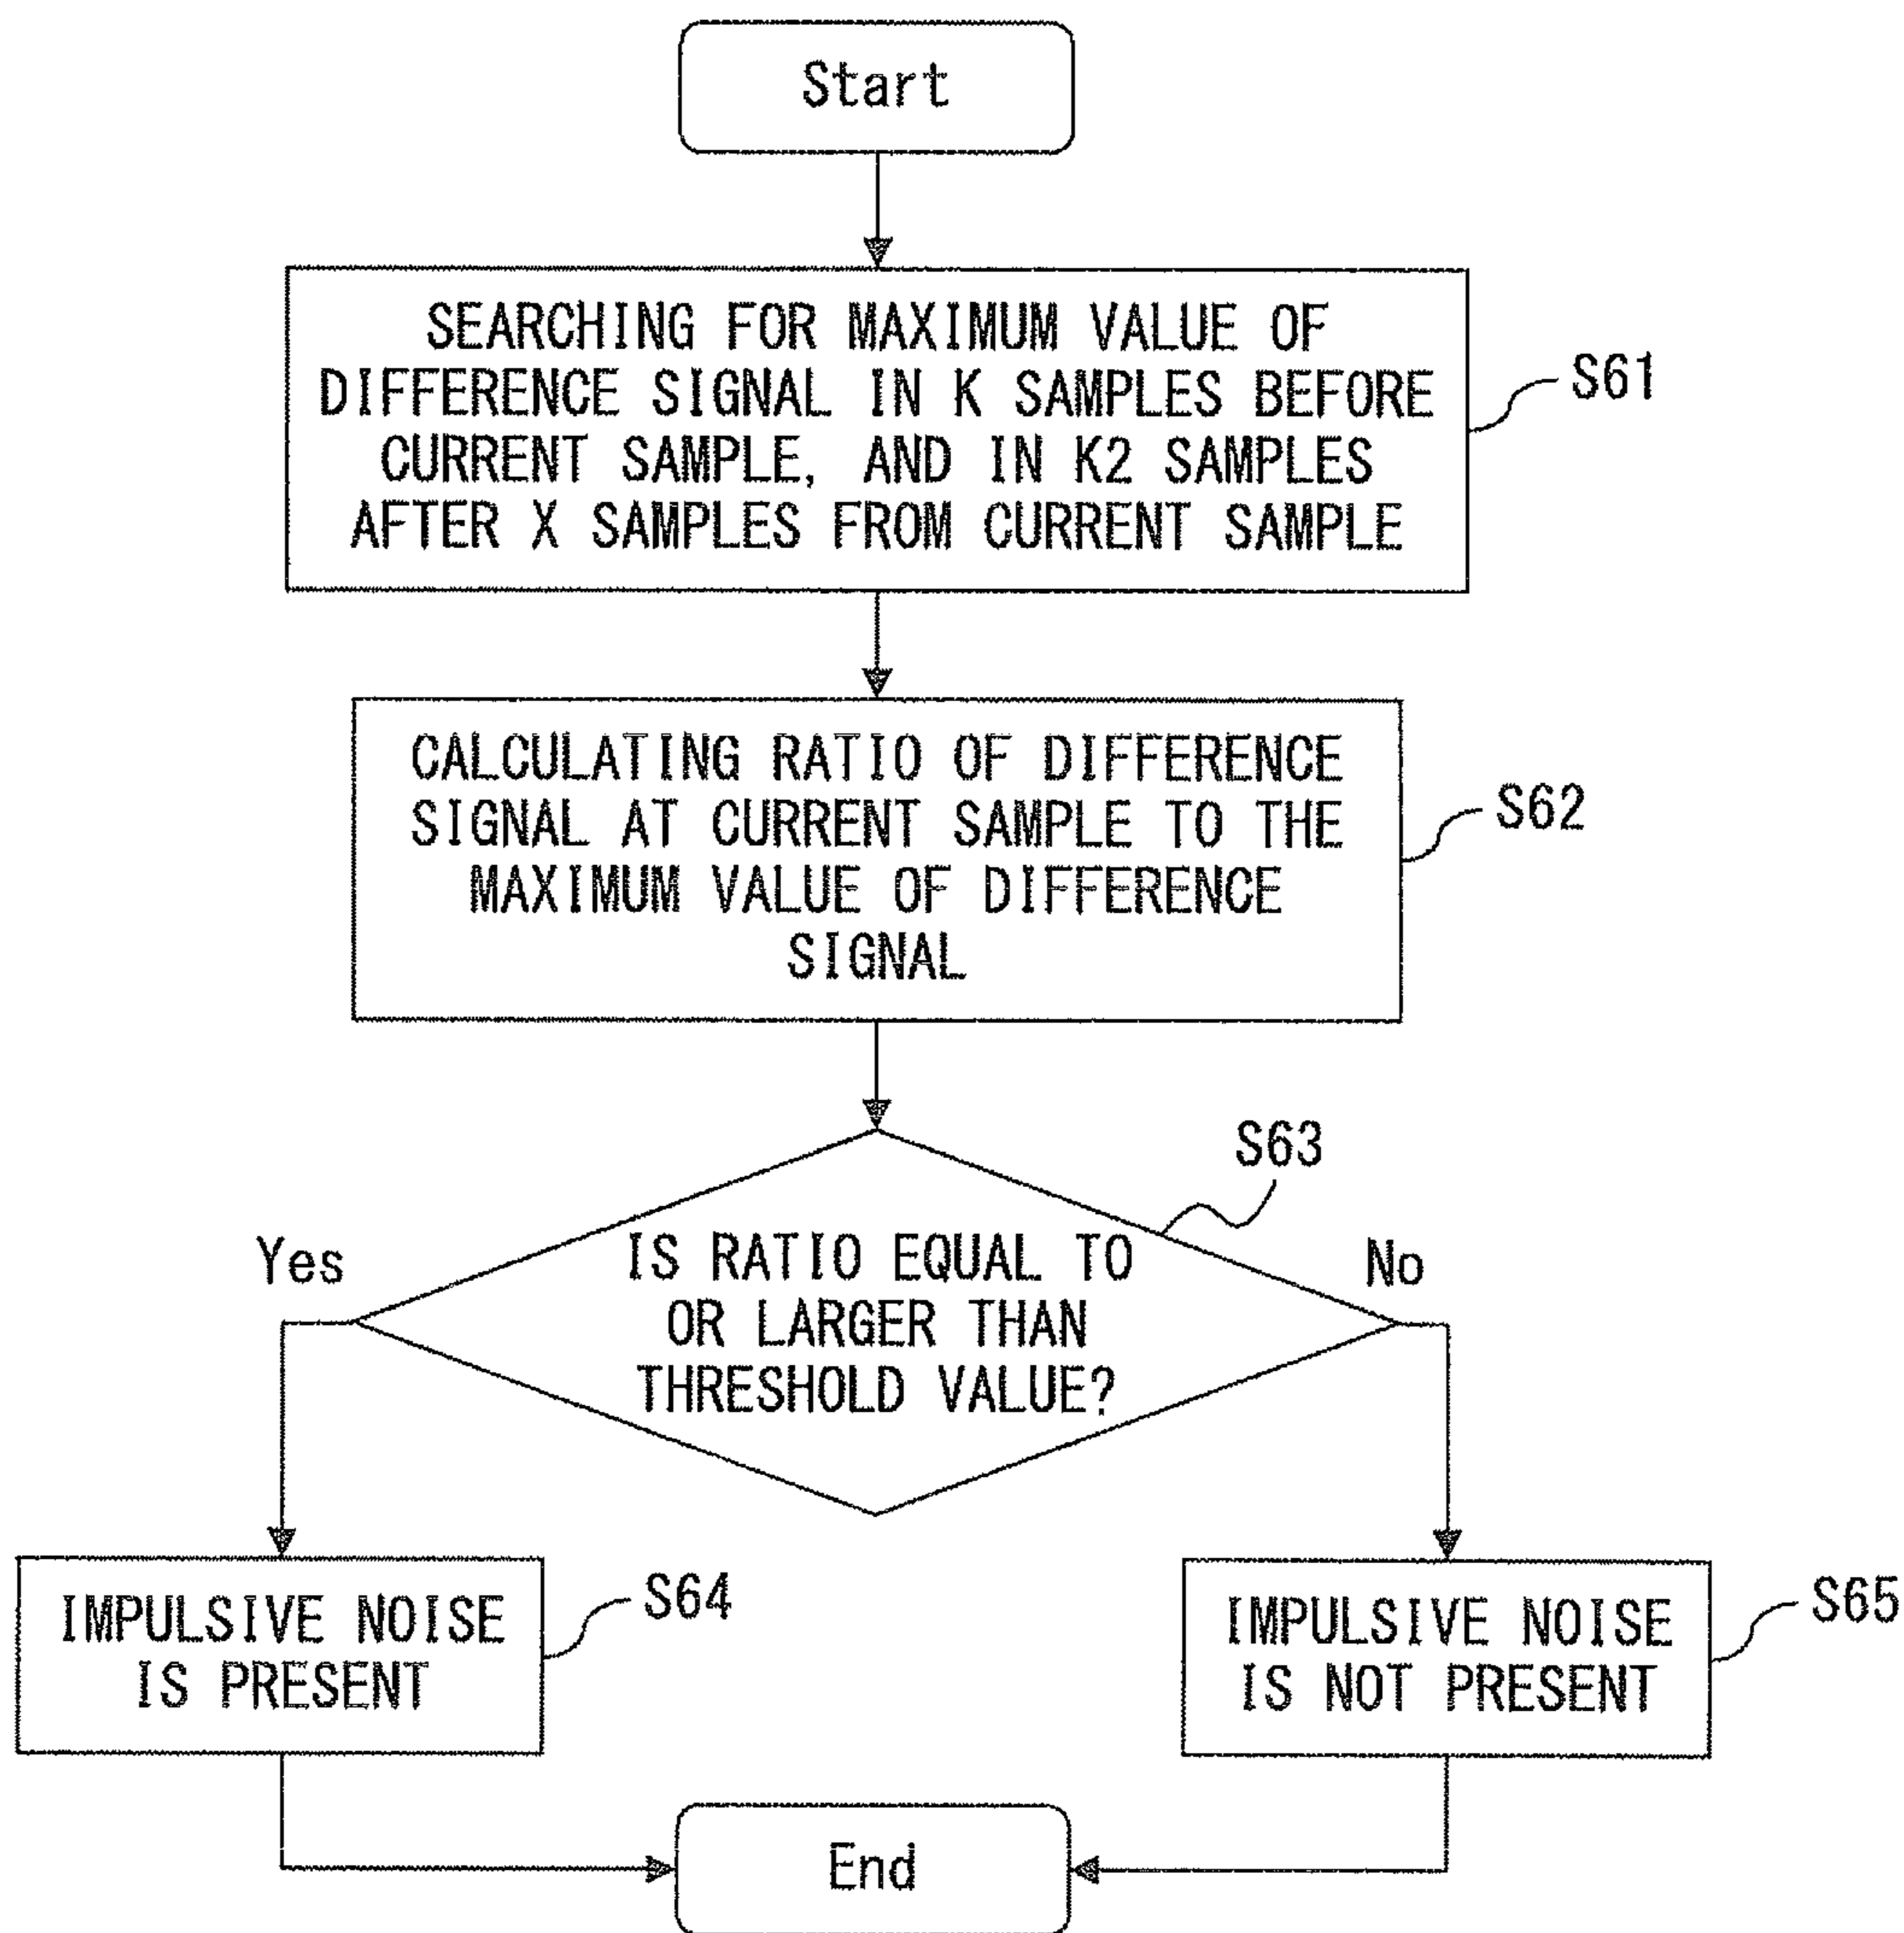 Start
SEARCHING FOR MAXIMUM VALUE OF
DIFFERENCE SIGNAL IN K SAMPLES BEFORE
CURRENT SAMPLE, AND IN K2 SAMPLES
AFTER X SAMPLES FROM CURRENT SAMPLE
S61
CALCULATING RATIO OF DIFFERENCE
SIGNAL AT CURRENT SAMPLE TO THE
MAXIMUM VALUE OF DIFFERENCE
SIGNAL
S62
S63
IS RATIO EQUAL TO
OR LARGER THAN
THRESHOLD VALUE?
Yes
No
IMPULSIVE NOISE
IS PRESENT
S64
IMPULSIVE NOISE
IS NOT PRESENT
S65
End